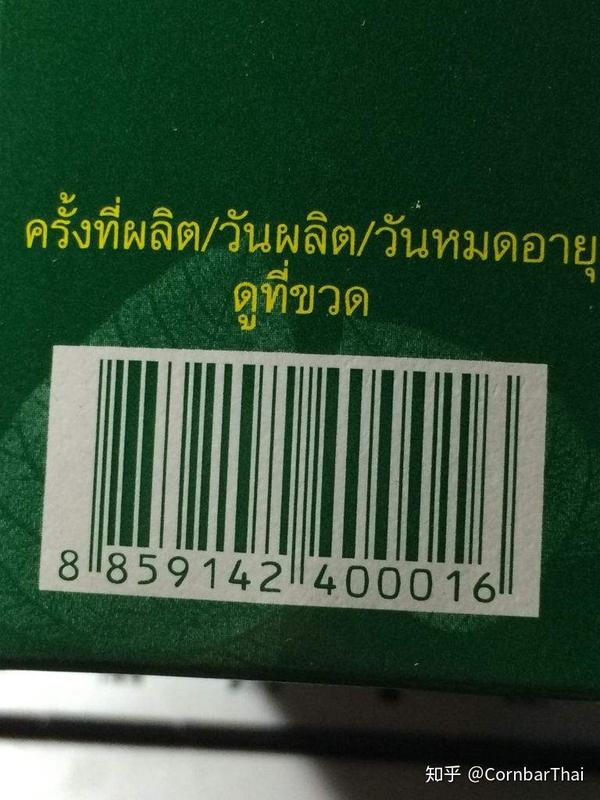 ครั้งที่ผลิต/วันผลิต/วันหมดอายุ
ดูที่ขวด
8 859142 400016
知乎 @CornbarThai